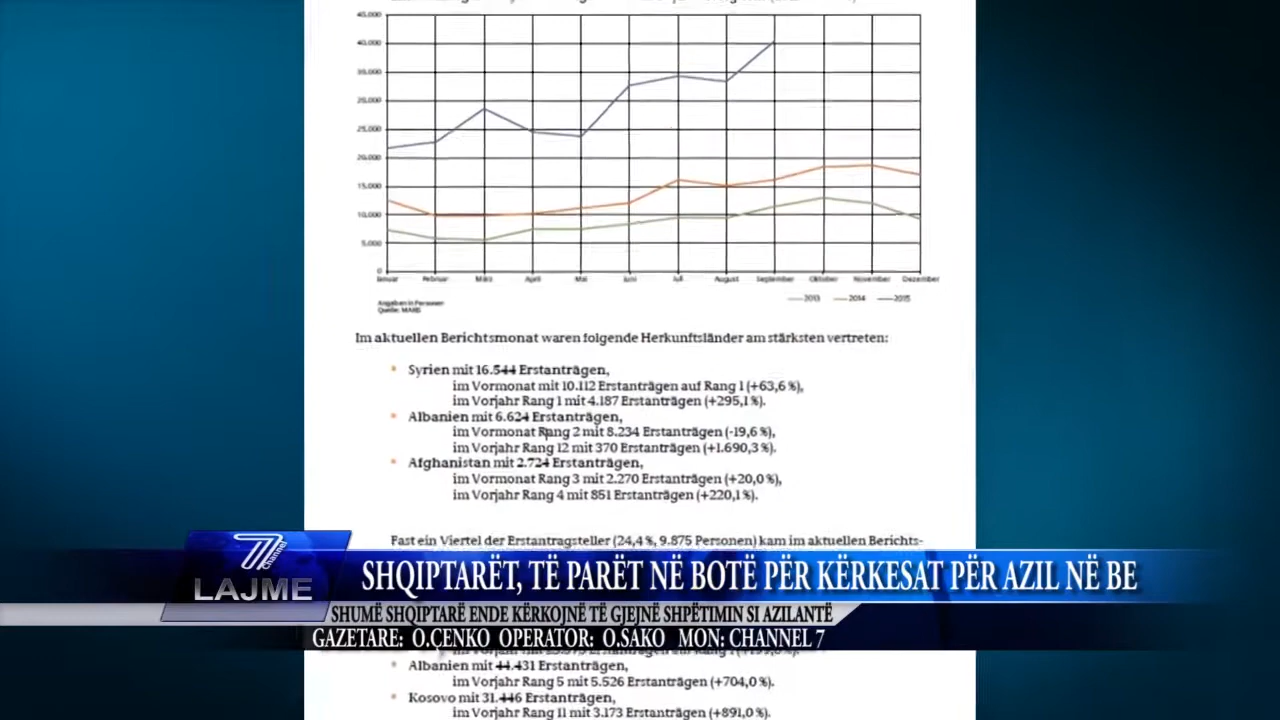 45.000
40.000
35.000
30.000
25.000
20.000
15.000
10.000
5.000
0
Januar Februar März April Mai Juni Juli August September Oktober November Dezember
Angaben in Personen
Quelle: MARiS
2013 2014 2015
Im aktuellen Berichtsmonat waren folgende Herkunftsländer am stärksten vertreten:
Syrien mit 16.544 Erstanträgen,
im Vormonat mit 10.112 Erstanträgen auf Rang 1 (+63,6 %),
im Vorjahr Rang 1 mit 4.187 Erstanträgen (+295,1 %).
Albanien mit 6.624 Erstanträgen,
im Vormonat Rang 2 mit 8.234 Erstanträgen (-19,6 %),
im Vorjahr Rang 12 mit 370 Erstanträgen (+1.690,3 %).
Afghanistan mit 2.724 Erstanträgen,
im Vormonat Rang 3 mit 2.270 Erstanträgen (+20,0 %),
im Vorjahr Rang 4 mit 851 Erstanträgen (+220,1 %).
Fast ein Viertel der Erstantragsteller (24,4 %, 9.875 Personen) kam im aktuellen Berichts-
7 Channel
LAJME
SHQIPTARËT, TË PARËT NË BOTË PËR KËRKESAT PËR AZIL NË BE
SHUMË SHQIPTARË ENDE KËRKOJNË TË GJEJNË SHPËTIMIN SI AZILANTË
GAZETARE: O.ÇENKO OPERATOR: O.SAKO MON: CHANNEL 7
Albanien mit 44.431 Erstanträgen,
im Vorjahr Rang 5 mit 5.526 Erstanträgen (+704,0 %).
Kosovo mit 31.446 Erstanträgen,
im Vorjahr Rang 11 mit 3.173 Erstanträgen (+891,0 %).